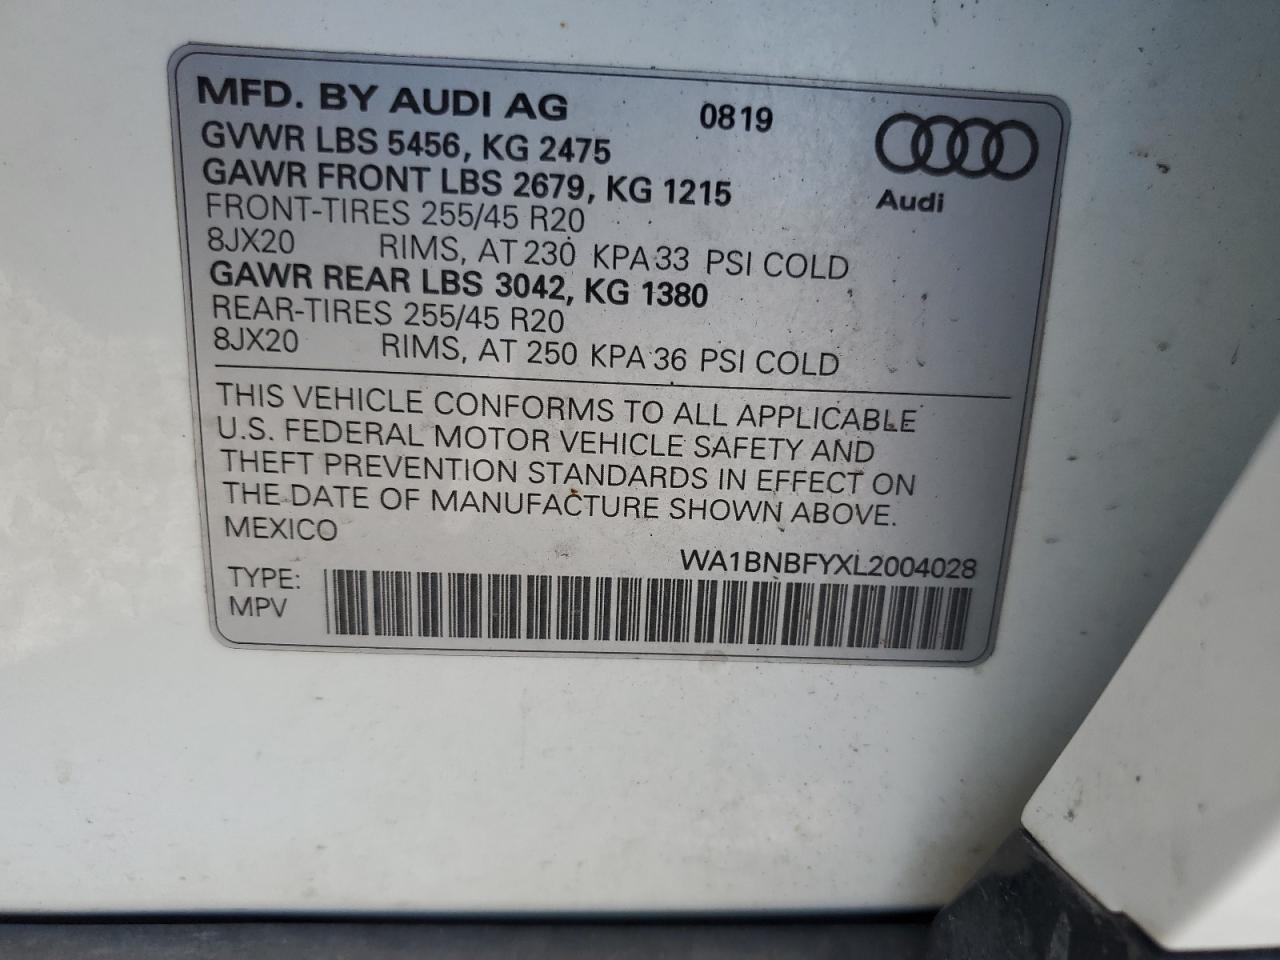 MFD. BY AUDI AG 0819
GVWR LBS 5456, KG 2475
GAWR FRONT LBS 2679, KG 1215
Audi
FRONT-TIRES 255/45 R20
8JX20 RIMS, AT 230 KPA 33 PSI COLD
GAWR REAR LBS 3042, KG 1380
REAR-TIRES 255/45 R20
8JX20 RIMS, AT 250 KPA 36 PSI COLD
THIS VEHICLE CONFORMS TO ALL APPLICABLE
U.S. FEDERAL MOTOR VEHICLE SAFETY AND
THEFT PREVENTION STANDARDS IN EFFECT ON
THE DATE OF MANUFACTURE SHOWN ABOVE.
MEXICO
WA1BNBFYXL2004028
TYPE:
MPV